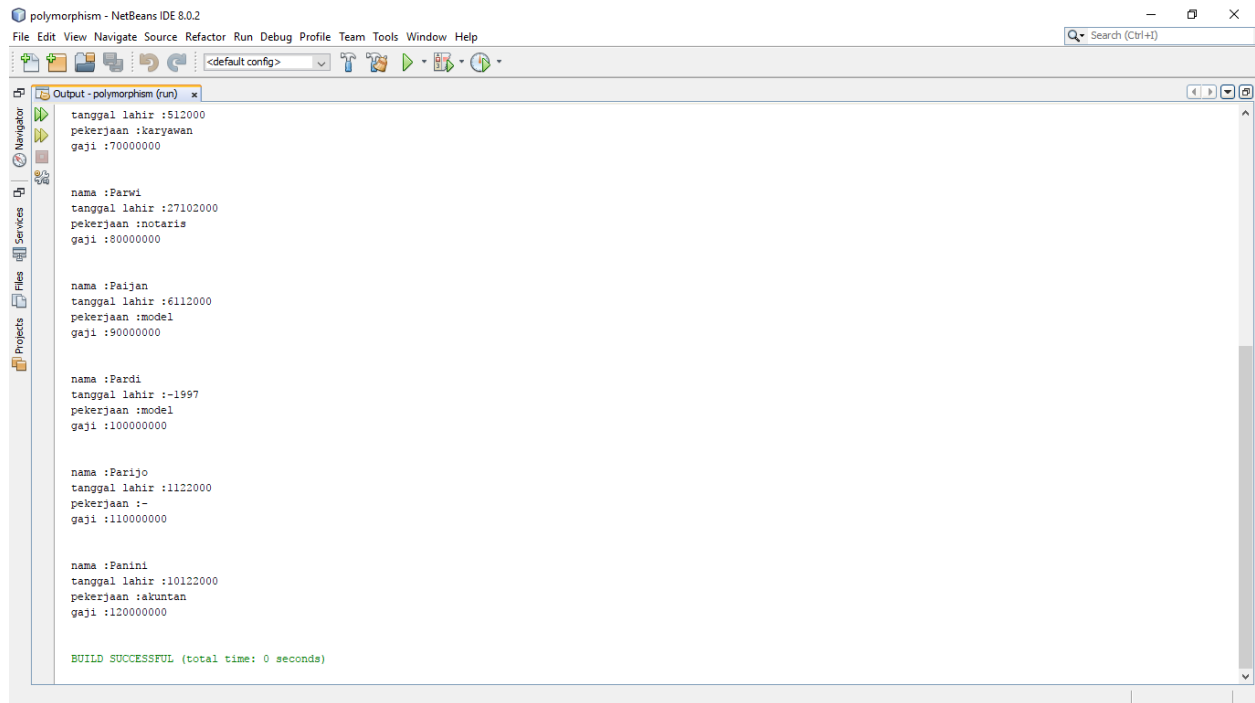 polymorphism - NetBeans IDE 8.0.2
File Edit View Navigate Source Refactor Run Debug Profile Team Tools Window Help
Search (Ctrl+I)
<default config>
Output - polymorphism (run)
Navigator
Services
Files
Projects
tanggal lahir :512000
pekerjaan :karyawan
gaji :70000000
nama :Parwi
tanggal lahir :27102000
pekerjaan :notaris
gaji :80000000
nama :Paijan
tanggal lahir :6112000
pekerjaan :model
gaji :90000000
nama :Pardi
tanggal lahir :-1997
pekerjaan :model
gaji :100000000
nama :Parijo
tanggal lahir :1122000
pekerjaan :-
gaji :110000000
nama :Panini
tanggal lahir :10122000
pekerjaan :akuntan
gaji :120000000
BUILD SUCCESSFUL (total time: 0 seconds)